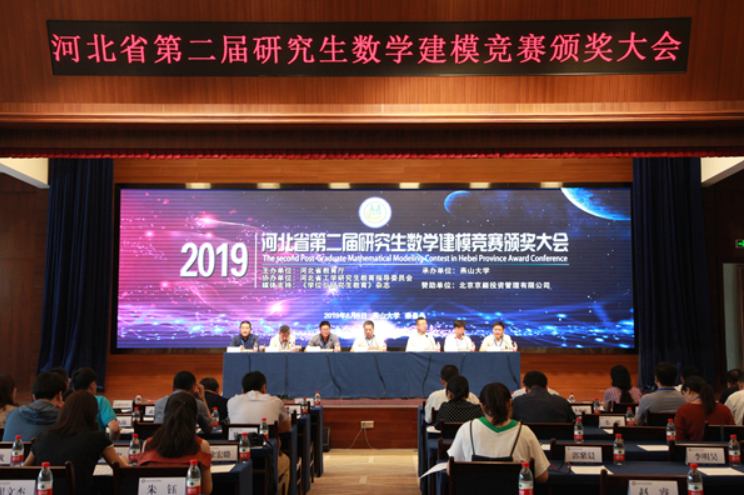 河北省第二届研究生数学建模竞赛颁奖大会
2019
河北省第二届研究生数学建模竞赛颁奖大会
The second Post-Graduate Mathematical Modeling Contest in Hebei Province Award Conference
主办单位：河北省教育厅 承办单位：燕山大学
协办单位：河北省工学研究生教育指导委员会
媒体支持：《学位与研究生教育》杂志 赞助单位：北京京巅投资管理有限公司
朱 钰
李明昊